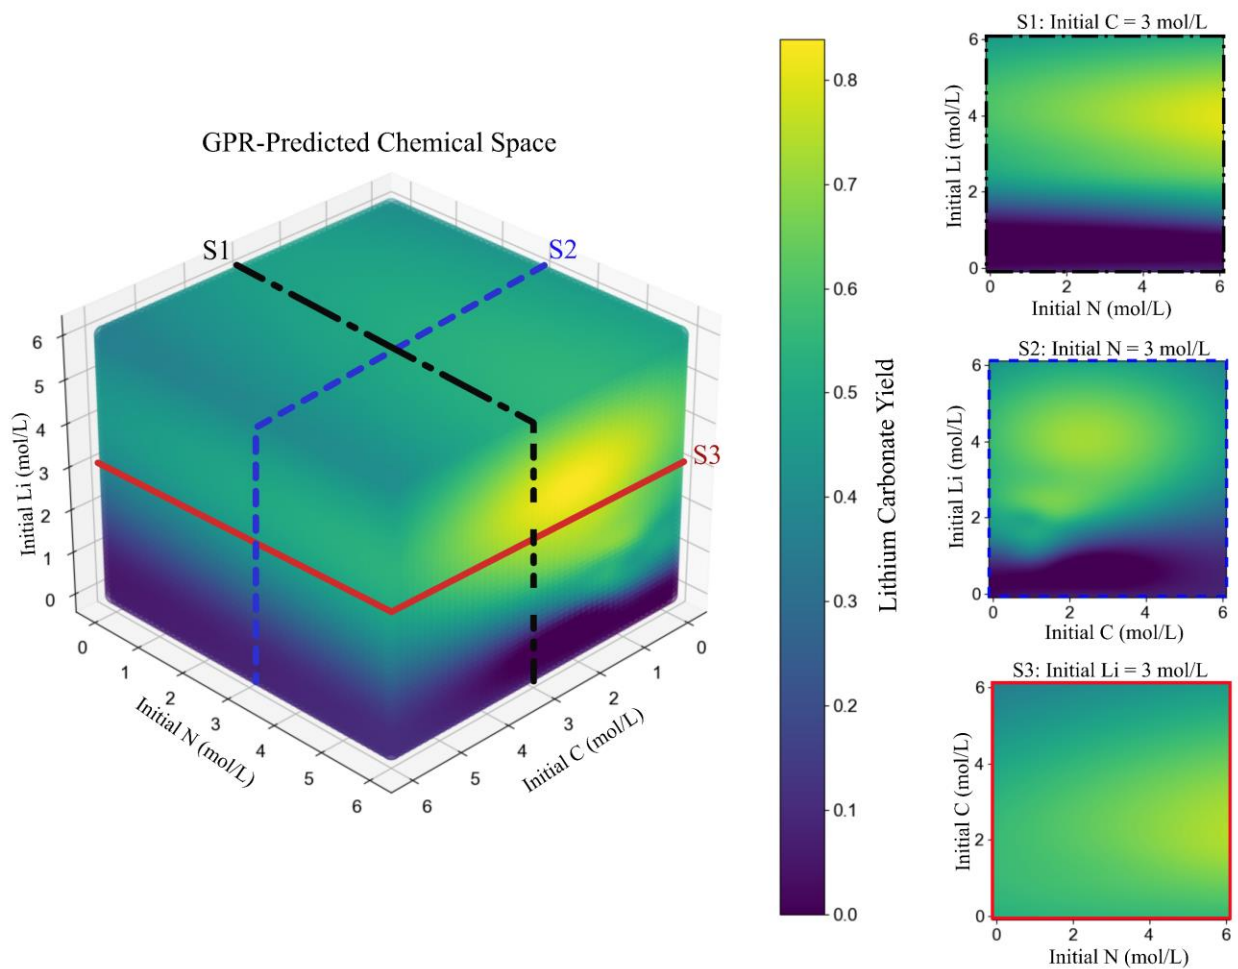 GPR-Predicted Chemical Space
S1
S2
S3
6
5
4
3
2
1
0
Initial Li (mol/L)
0
1
2
3
4
5
6
Initial N (mol/L)
6
5
4
3
2
1
0
Initial C (mol/L)
0.8
0.7
0.6
0.5
0.4
0.3
0.2
0.1
0.0
Lithium Carbonate Yield
S1: Initial C = 3 mol/L
6
4
2
0
Initial Li (mol/L)
0 2 4 6
Initial N (mol/L)
S2: Initial N = 3 mol/L
6
4
2
0
Initial Li (mol/L)
0 2 4 6
Initial C (mol/L)
S3: Initial Li = 3 mol/L
6
4
2
0
Initial C (mol/L)
0 2 4 6
Initial N (mol/L)